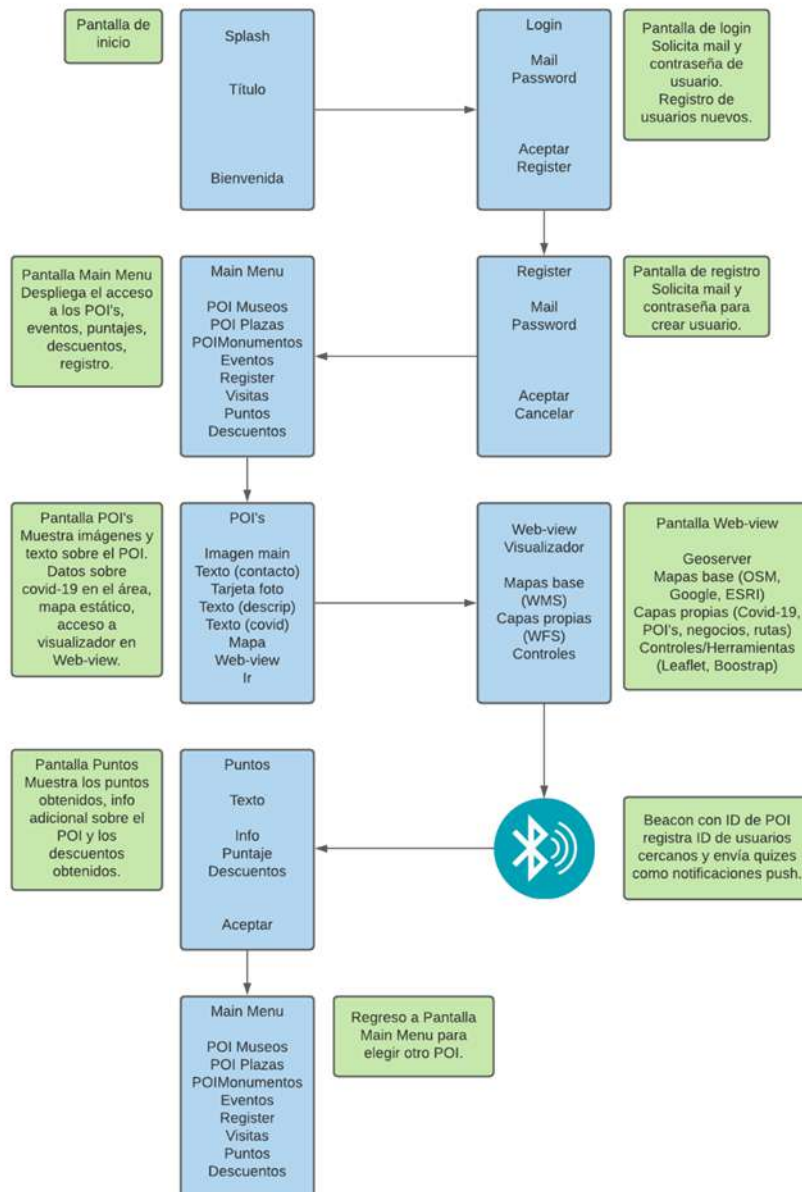 Pantalla de
inicio
Splash
Título
Bienvenida
Login
Mail
Password
Aceptar
Register
Pantalla de login
Solicita mail y
contraseña de
usuario.
Registro de
usuarios nuevos.
Pantalla Main Menu
Despliega el acceso
a los POI's,
eventos, puntajes,
descuentos,
registro.
Main Menu
POI Museos
POI Plazas
POIMonumentos
Eventos
Register
Visitas
Puntos
Descuentos
Register
Mail
Password
Aceptar
Cancelar
Pantalla de registro
Solicita mail y
contraseña para
crear usuario.
Pantalla POI's
Muestra imágenes y
texto sobre el POI.
Datos sobre
covid-19 en el área,
mapa estático,
acceso a
visualizador en
Web-view.
POI's
Imagen main
Texto (contacto)
Tarjeta foto
Texto (descrip)
Texto (covid)
Mapa
Web-view
Ir
Web-view
Visualizador
Mapas base
(WMS)
Capas propias
(WFS)
Controles
Pantalla Web-view
Geoserver
Mapas base (OSM,
Google, ESRI)
Capas propias (Covid-19,
POI's, negocios, rutas)
Controles/Herramientas
(Leaflet, Boostrap)
Pantalla Puntos
Muestra los puntos
obtenidos, info
adicional sobre el
POI y los
descuentos
obtenidos.
Puntos
Texto
Info
Puntaje
Descuentos
Aceptar
Beacon con ID de POI
registra ID de usuarios
cercanos y envía quizes
como notificaciones push.
Main Menu
POI Museos
POI Plazas
POIMonumentos
Eventos
Register
Visitas
Puntos
Descuentos
Regreso a Pantalla
Main Menu para
elegir otro POI.